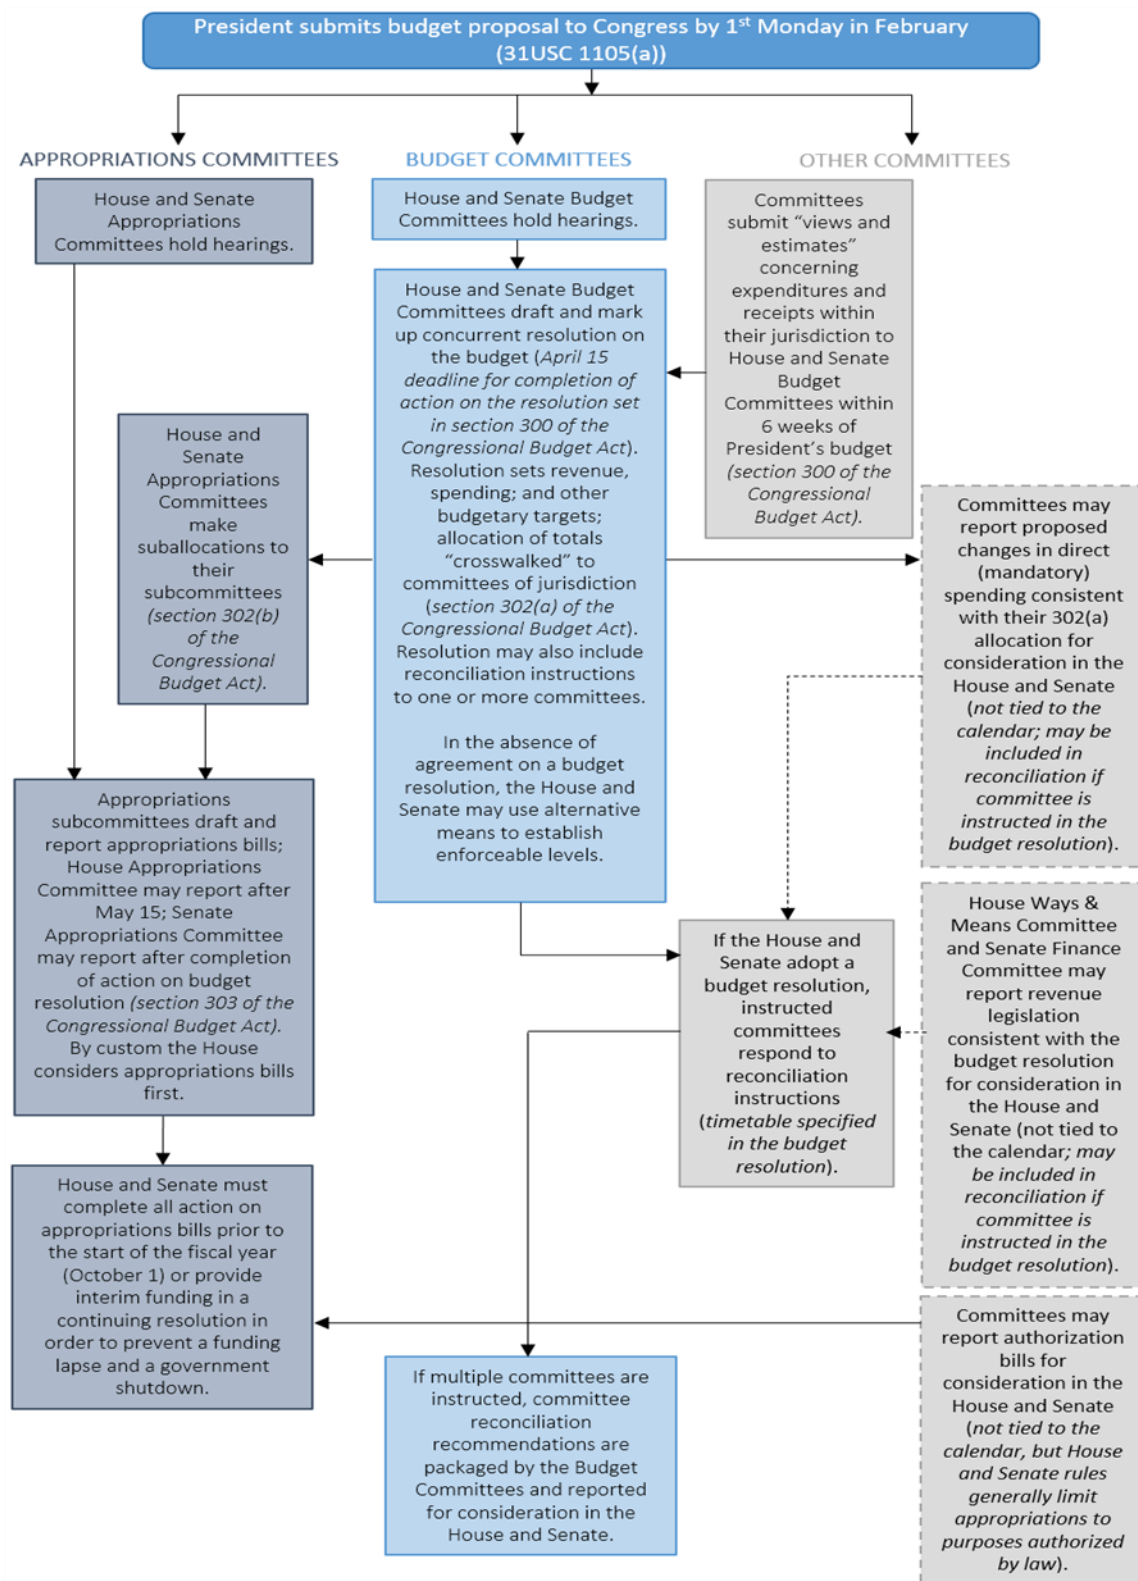 President submits budget proposal to Congress by 1st Monday in February
(31USC 1105(a))
APPROPRIATIONS COMMITTEES
BUDGET COMMITTEES
OTHER COMMITTEES
House and Senate
Appropriations
Committees hold hearings.
House and Senate Budget
Committees hold hearings.
Committees
submit “views and
estimates”
concerning
expenditures and
receipts within
their jurisdiction to
House and Senate
Budget
Committees within
6 weeks of
President’s budget
(section 300 of the
Congressional
Budget Act).
House and Senate Budget
Committees draft and mark
up concurrent resolution on
the budget (April 15
deadline for completion of
action on the resolution set
in section 300 of the
Congressional Budget Act).
Resolution sets revenue,
spending; and other
budgetary targets;
allocation of totals
“crosswalked” to
committees of jurisdiction
(section 302(a) of the
Congressional Budget Act).
Resolution may also include
reconciliation instructions
to one or more committees.
In the absence of
agreement on a budget
resolution, the House and
Senate may use alternative
means to establish
enforceable levels.
House and
Senate
Appropriations
Committees
make
suballocations to
their
subcommittees
(section 302(b)
of the
Congressional
Budget Act).
Committees may
report proposed
changes in direct
(mandatory)
spending consistent
with their 302(a)
allocation for
consideration in the
House and Senate
(not tied to the
calendar; may be
included in
reconciliation if
committee is
instructed in the
budget resolution).
Appropriations
subcommittees draft and
report appropriations bills;
House Appropriations
Committee may report after
May 15; Senate
Appropriations Committee
may report after completion
of action on budget
resolution (section 303 of the
Congressional Budget Act).
By custom the House
considers appropriations bills
first.
If the House and
Senate adopt a
budget resolution,
instructed
committees
respond to
reconciliation
instructions
(timetable specified
in the budget
resolution).
House Ways &
Means Committee
and Senate Finance
Committee may
report revenue
legislation
consistent with the
budget resolution
for consideration in
the House and
Senate (not tied to
the calendar; may
be included in
reconciliation if
committee is
instructed in the
budget resolution).
House and Senate must
complete all action on
appropriations bills prior to
the start of the fiscal year
(October 1) or provide
interim funding in a
continuing resolution in
order to prevent a funding
lapse and a government
shutdown.
If multiple committees are
instructed, committee
reconciliation
recommendations are
packaged by the Budget
Committees and reported
for consideration in the
House and Senate.
Committees may
report authorization
bills for
consideration in the
House and Senate
(not tied to the
calendar, but House
and Senate rules
generally limit
appropriations to
purposes authorized
by law).